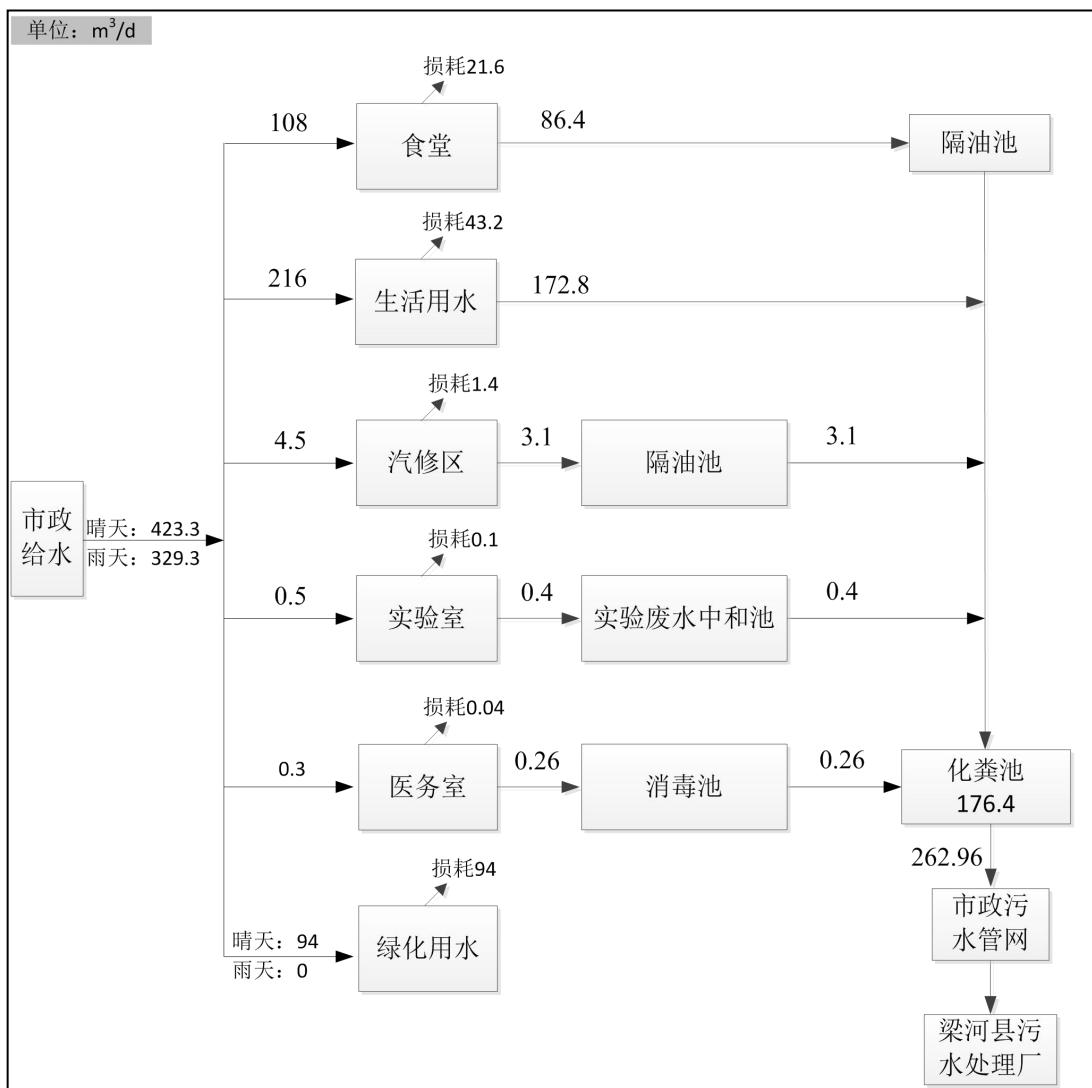 单位：m³/d
损耗21.6
108
食堂
86.4
隔油池
损耗43.2
216
生活用水
172.8
损耗1.4
4.5
汽修区
3.1
隔油池
3.1
市政
给水
晴天：423.3
雨天：329.3
损耗0.1
0.5
实验室
0.4
实验废水中和池
0.4
损耗0.04
0.3
医务室
0.26
消毒池
0.26
化粪池
176.4
262.96
损耗94
晴天：94
雨天：0
绿化用水
市政污
水管网
梁河县污
水处理厂